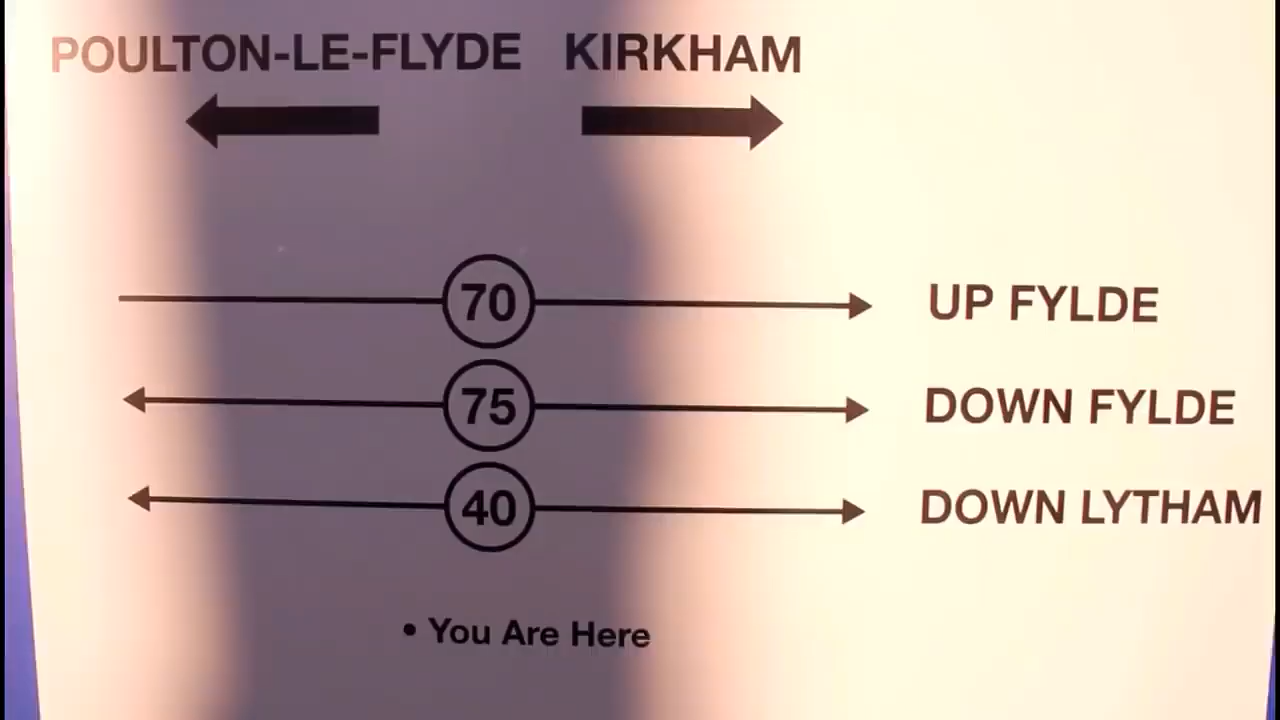 POULTON-LE-FLYDE KIRKHAM
70 UP FYLDE
75 DOWN FYLDE
40 DOWN LYTHAM
• You Are Here